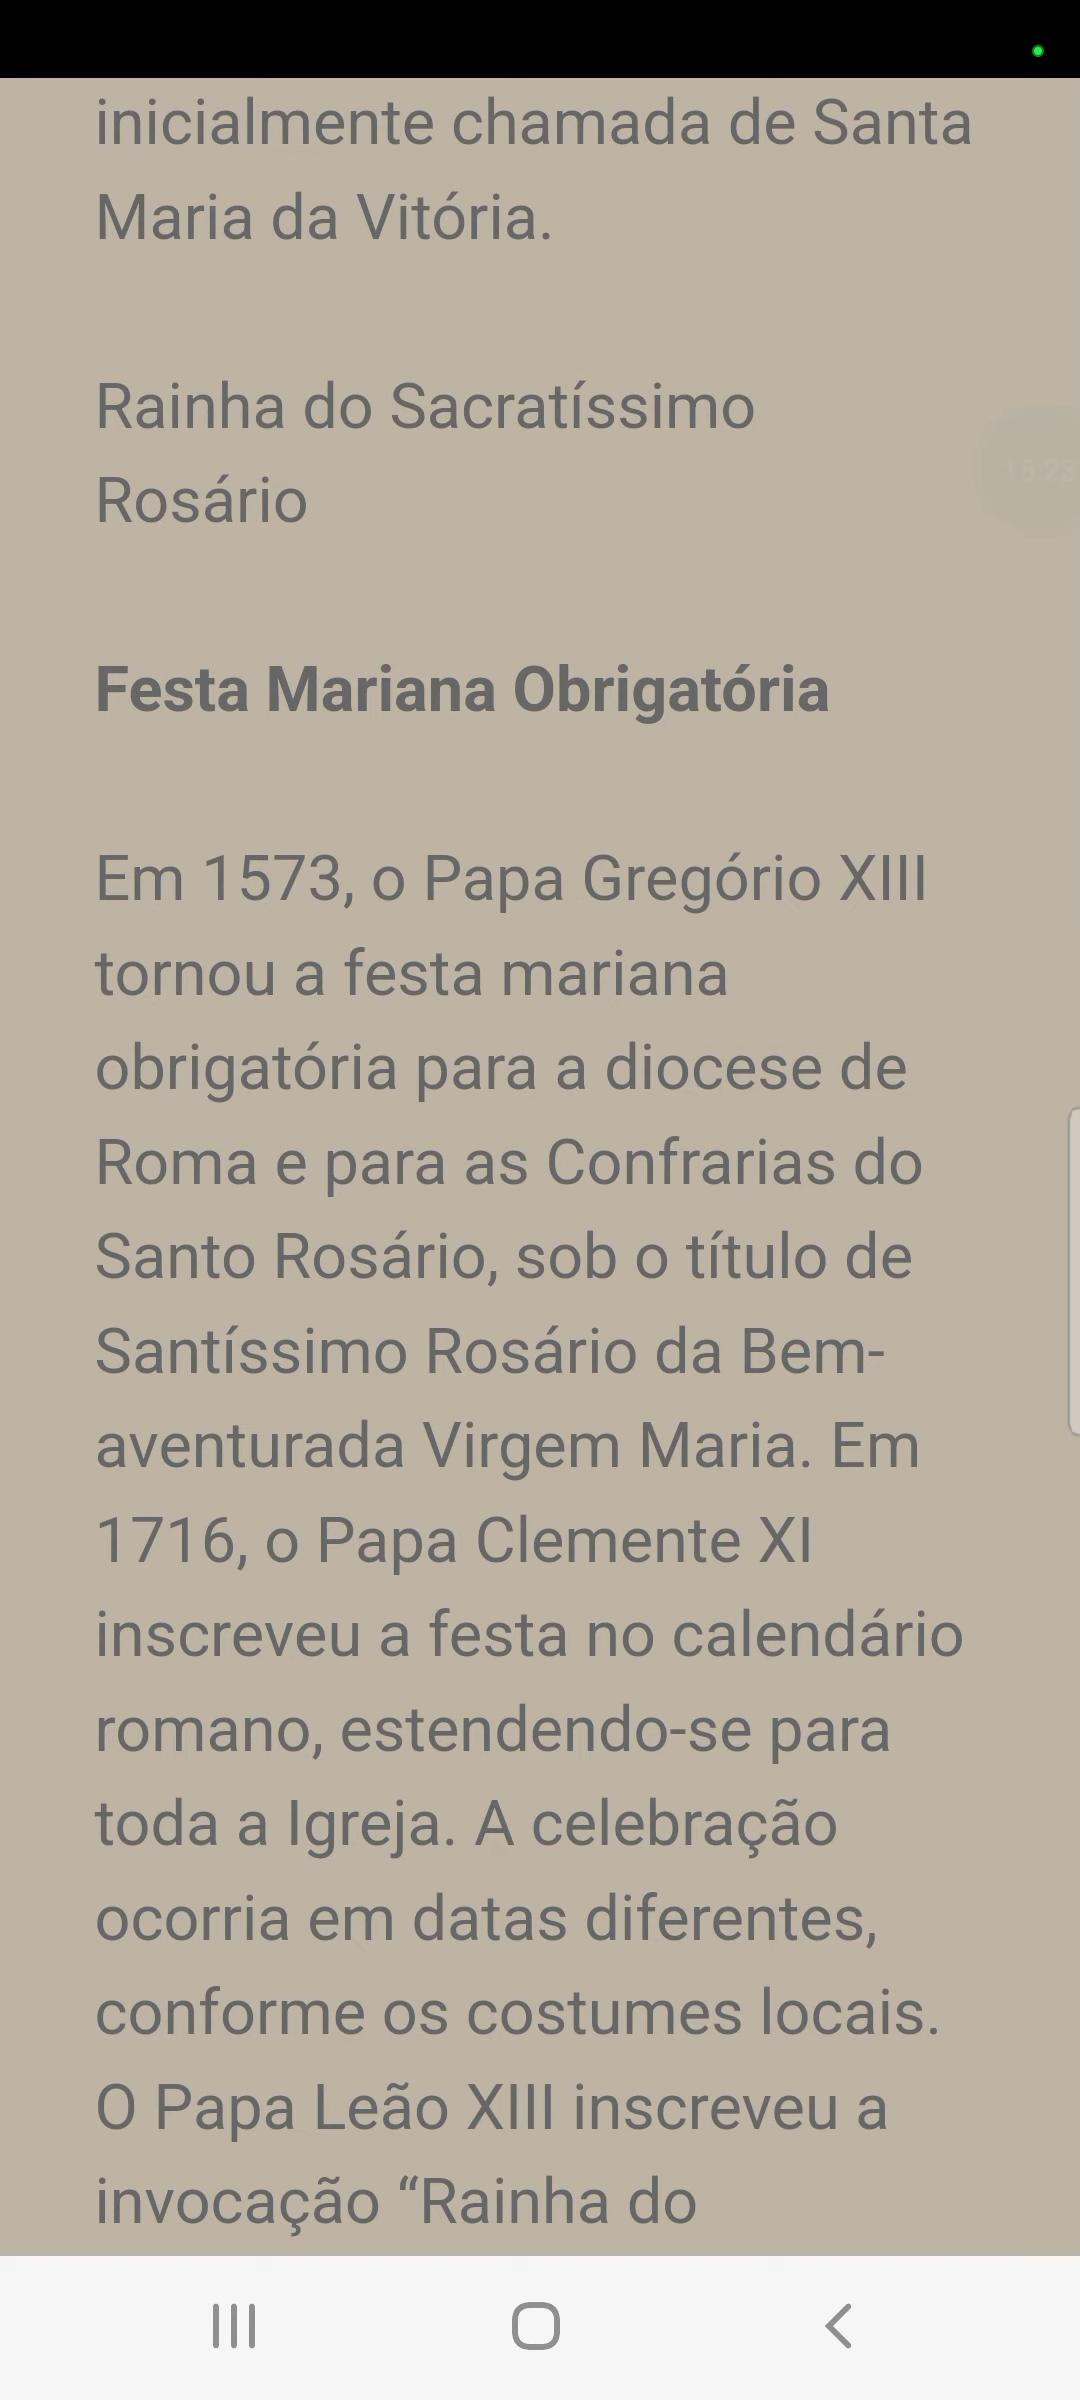 inicialmente chamada de Santa
Maria da Vitória.
Rainha do Sacratíssimo
Rosário
Festa Mariana Obrigatória
Em 1573, o Papa Gregório XIII
tornou a festa mariana
obrigatória para a diocese de
Roma e para as Confrarias do
Santo Rosário, sob o título de
Santíssimo Rosário da Bem-
aventurada Virgem Maria. Em
1716, o Papa Clemente XI
inscreveu a festa no calendário
romano, estendendo-se para
toda a Igreja. A celebração
ocorria em datas diferentes,
conforme os costumes locais.
O Papa Leão XIII inscreveu a
invocação “Rainha do